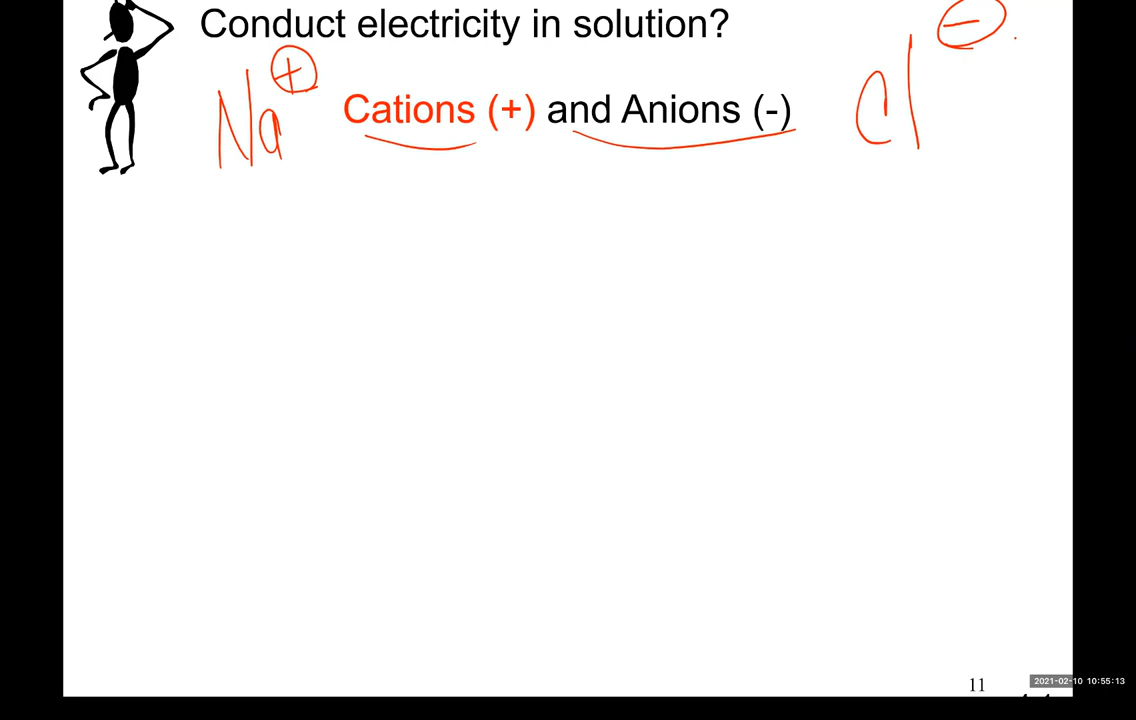 Conduct electricity in solution?
Na⊕ Cations (+) and Anions (-) Cl⊖
11
2021-02-10 10:55:13